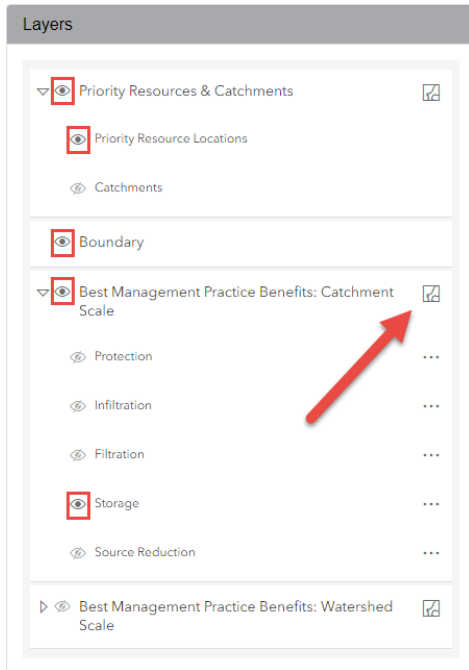 Layers
Priority Resources & Catchments
Priority Resource Locations
Catchments
Boundary
Best Management Practice Benefits: Catchment
Scale
Protection
Infiltration
Filtration
Storage
Source Reduction
Best Management Practice Benefits: Watershed
Scale